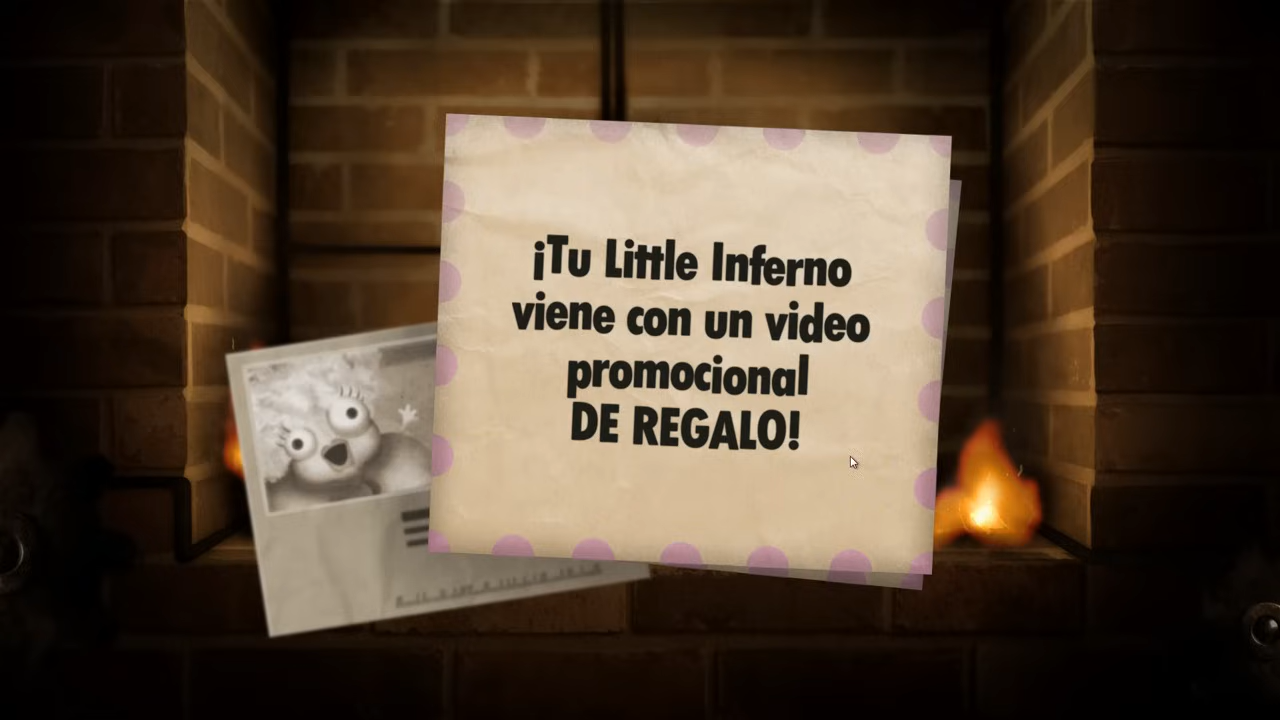 ¡Tu Little Inferno
viene con un video
promocional
DE REGALO!